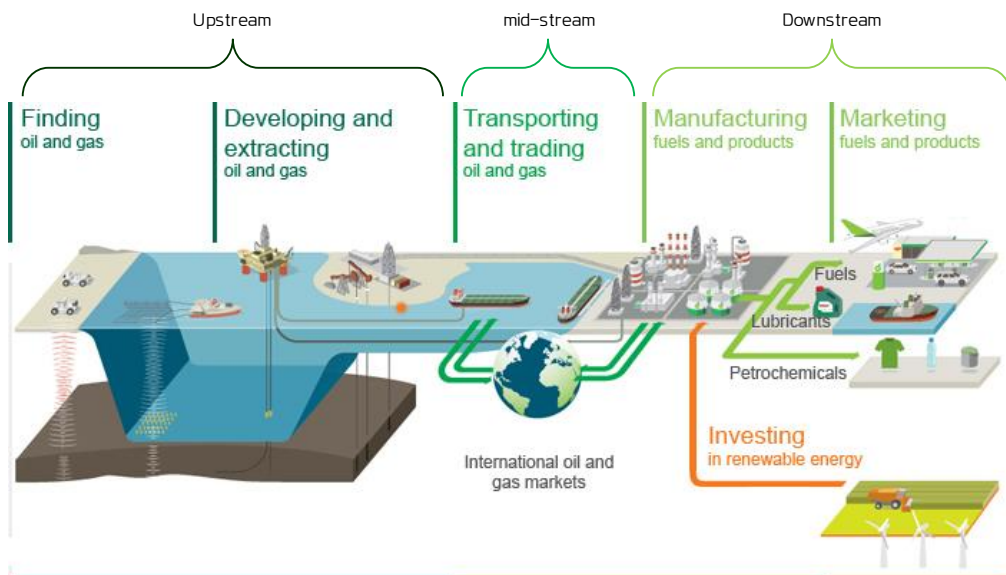 Upstream
mid-stream
Downstream
Finding
oil and gas
Developing and
extracting
oil and gas
Transporting
and trading
oil and gas
Manufacturing
fuels and products
Marketing
fuels and products
Fuels
Lubricants
Petrochemicals
International oil and
gas markets
Investing
in renewable energy